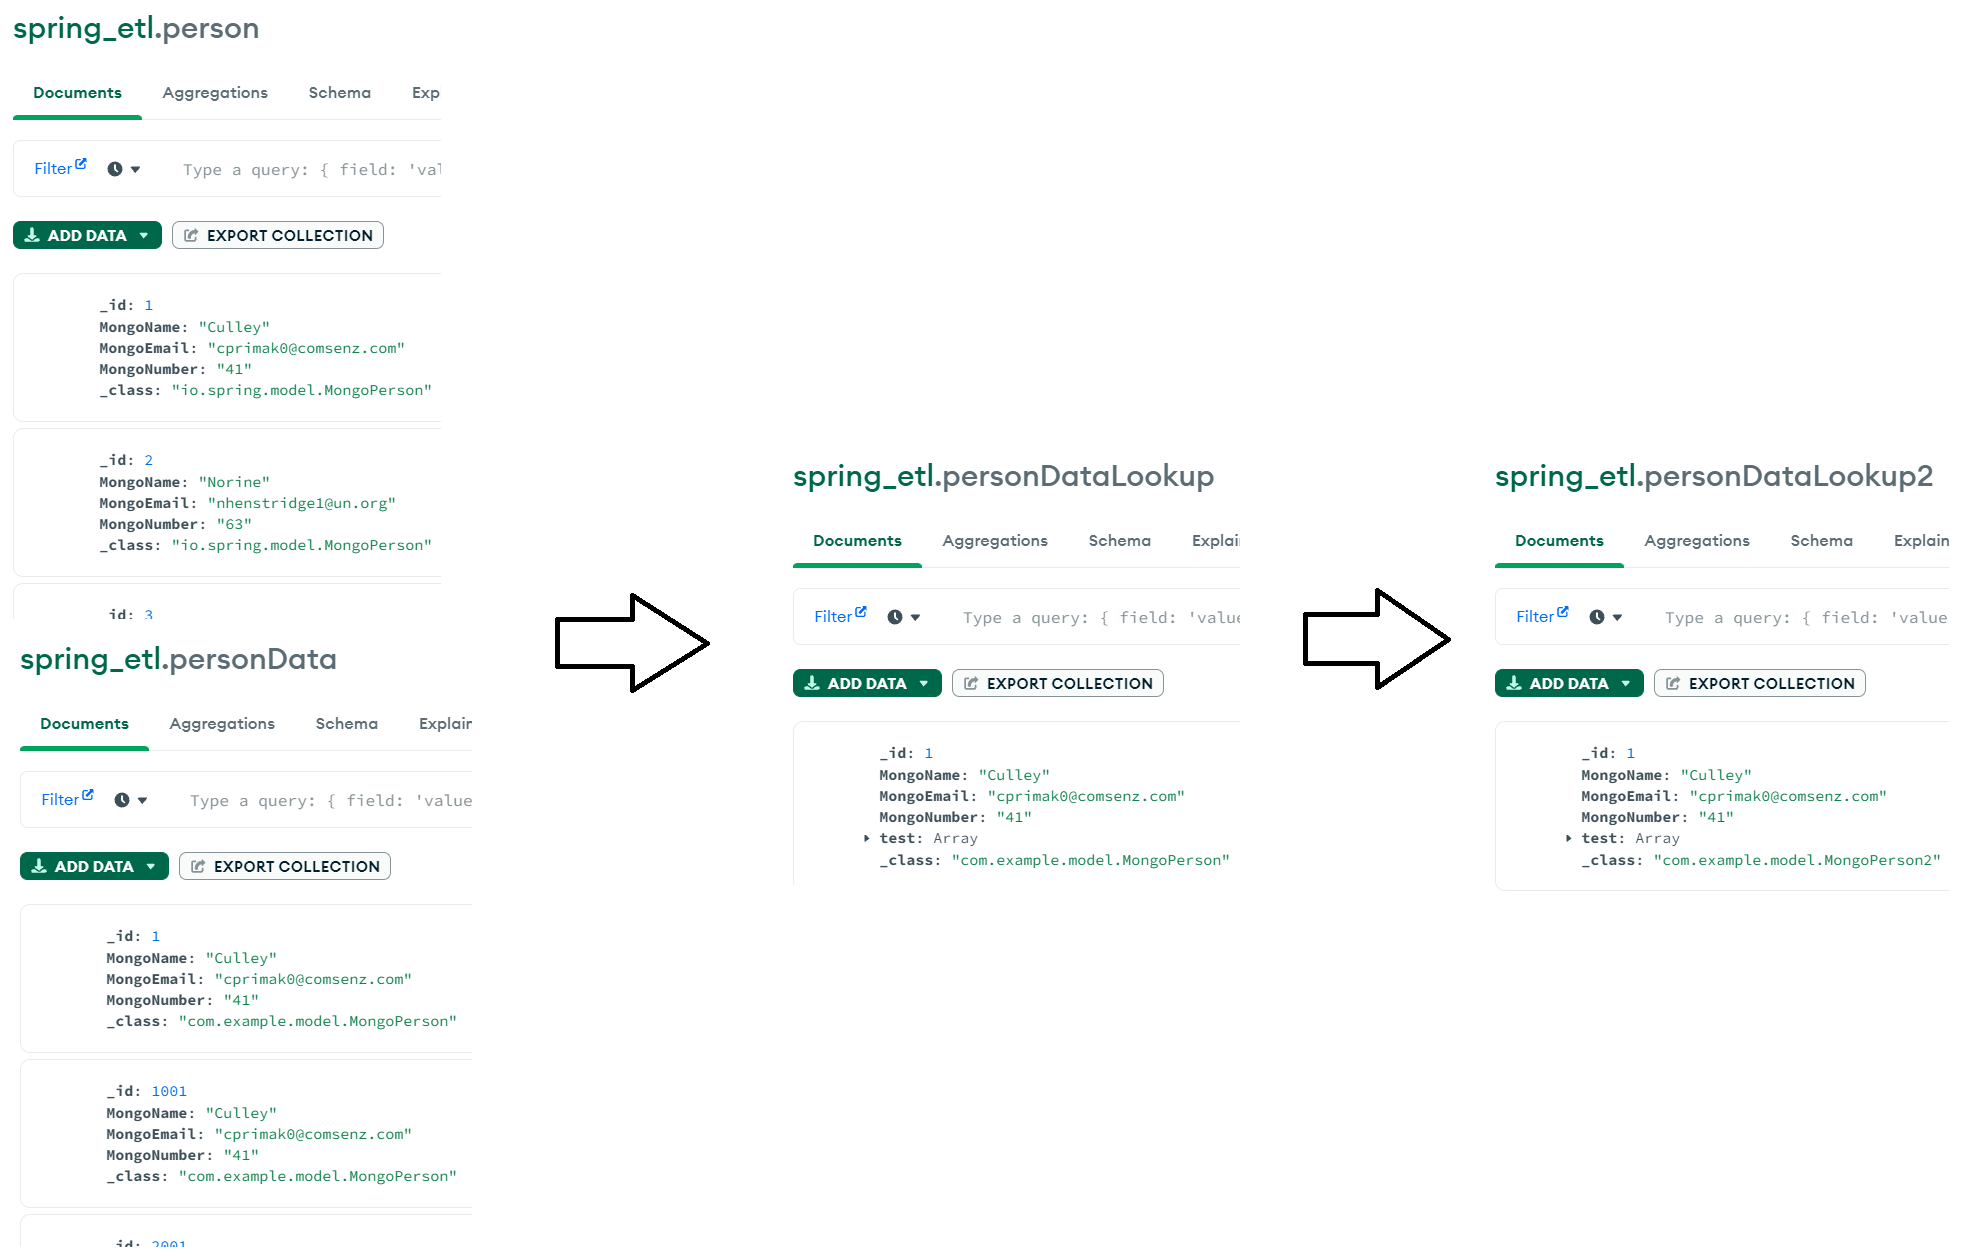 spring_etl.person
Documents Aggregations Schema Exp
Filter Type a query: { field: 'val
ADD DATA EXPORT COLLECTION
_id: 1
MongoName: "Culley"
MongoEmail: "cprimak0@comsenz.com"
MongoNumber: "41"
_class: "io.spring.model.MongoPerson"
_id: 2
MongoName: "Norine"
MongoEmail: "nhenstridge1@un.org"
MongoNumber: "63"
_class: "io.spring.model.MongoPerson"
id: 3
spring_etl.personData
Documents Aggregations Schema Explain
Filter Type a query: { field: 'value
ADD DATA EXPORT COLLECTION
_id: 1
MongoName: "Culley"
MongoEmail: "cprimak0@comsenz.com"
MongoNumber: "41"
_class: "com.example.model.MongoPerson"
_id: 1001
MongoName: "Culley"
MongoEmail: "cprimak0@comsenz.com"
MongoNumber: "41"
_class: "com.example.model.MongoPerson"
id: 2001
spring_etl.personDataLookup
Documents Aggregations Schema Explai
Filter Type a query: { field: 'value
ADD DATA EXPORT COLLECTION
_id: 1
MongoName: "Culley"
MongoEmail: "cprimak0@comsenz.com"
MongoNumber: "41"
test: Array
_class: "com.example.model.MongoPerson"
spring_etl.personDataLookup2
Documents Aggregations Schema Explain
Filter Type a query: { field: 'value
ADD DATA EXPORT COLLECTION
_id: 1
MongoName: "Culley"
MongoEmail: "cprimak0@comsenz.com"
MongoNumber: "41"
test: Array
_class: "com.example.model.MongoPerson2"